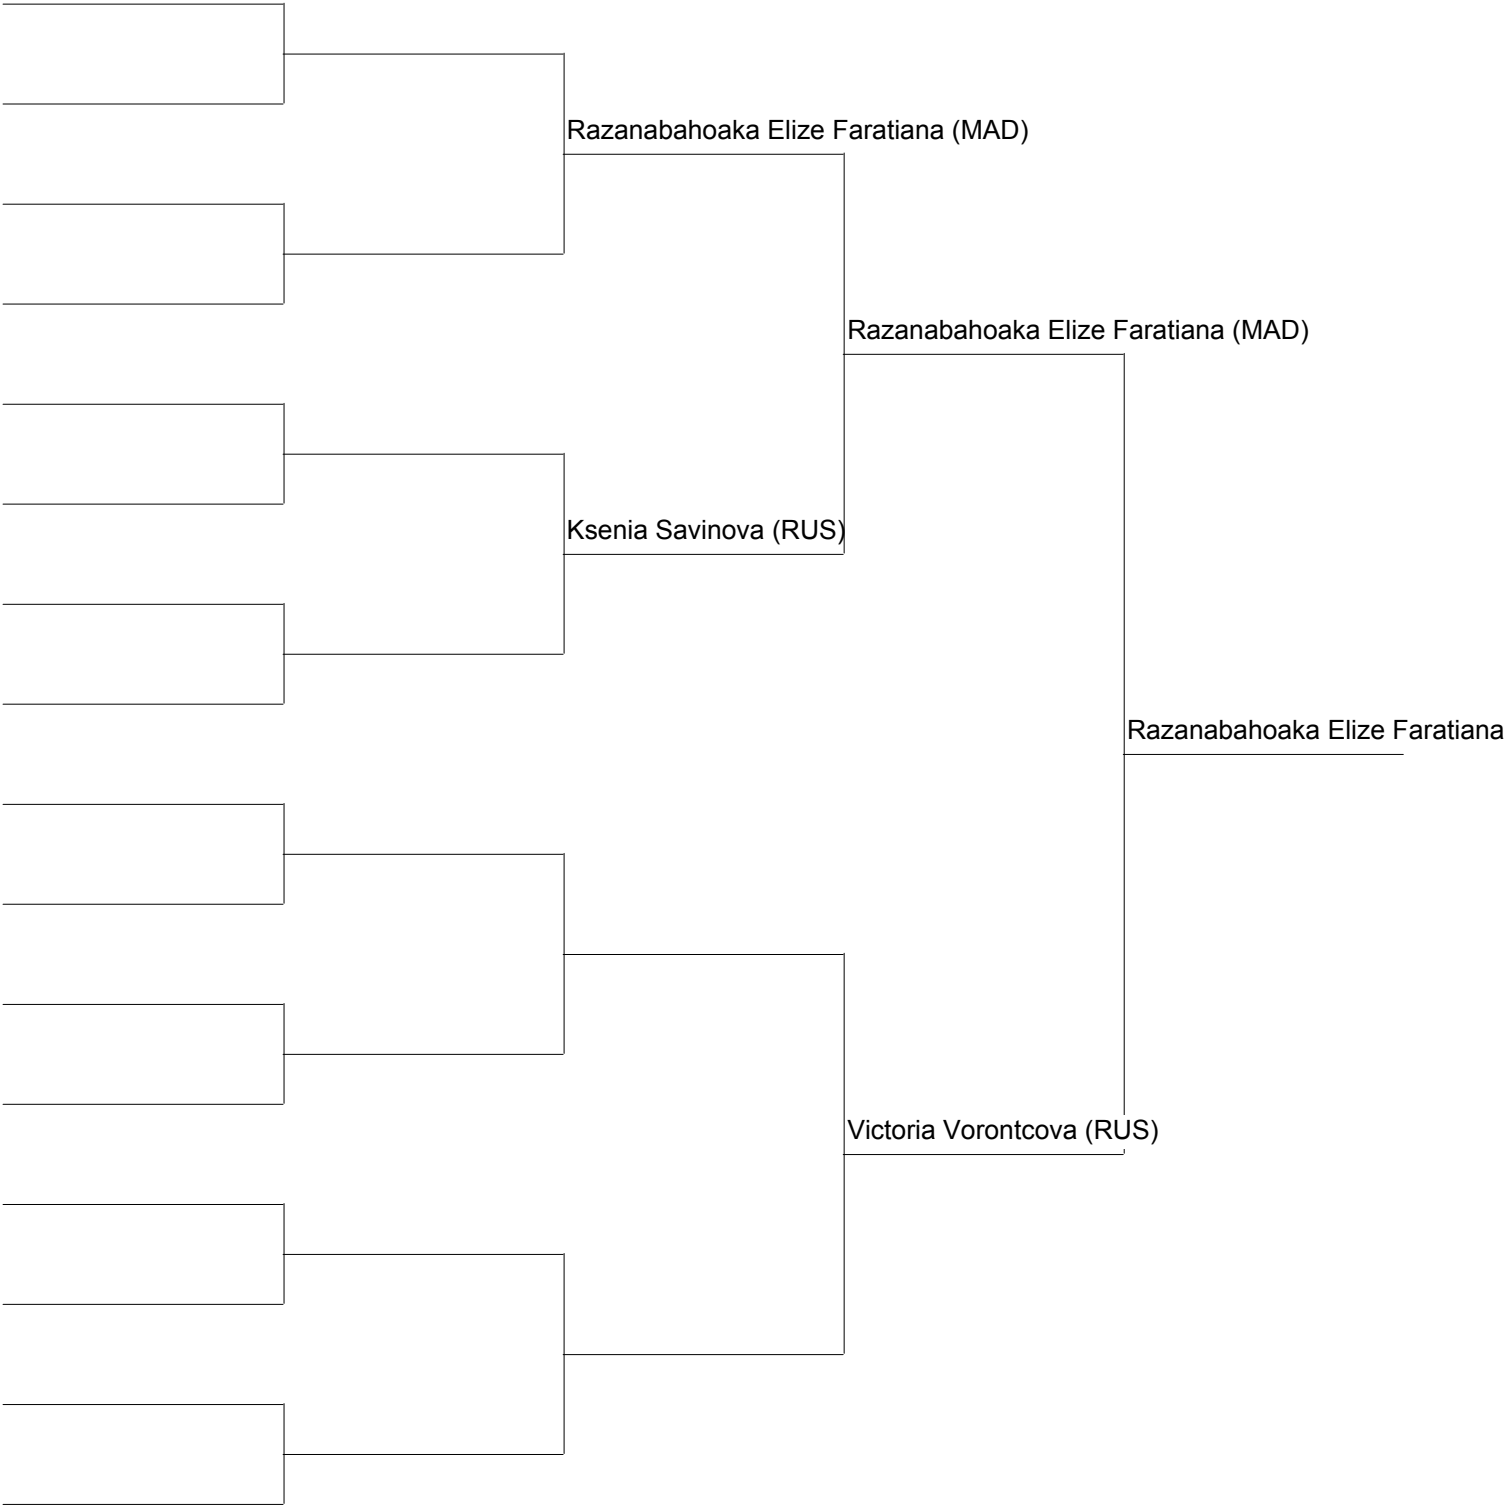 Razanabahoaka Elize Faratiana (MAD)
Razanabahoaka Elize Faratiana (MAD)
Ksenia Savinova (RUS)
Razanabahoaka Elize Faratiana
Victoria Vorontcova (RUS)